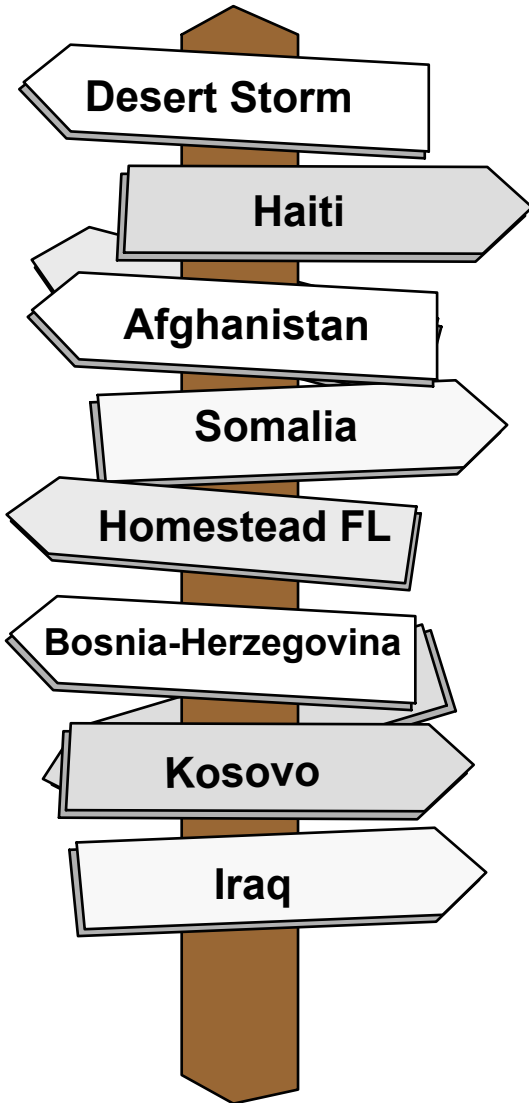 Desert Storm
Haiti
Afghanistan
Somalia
Homestead FL
Bosnia-Herzegovina
Kosovo
Iraq